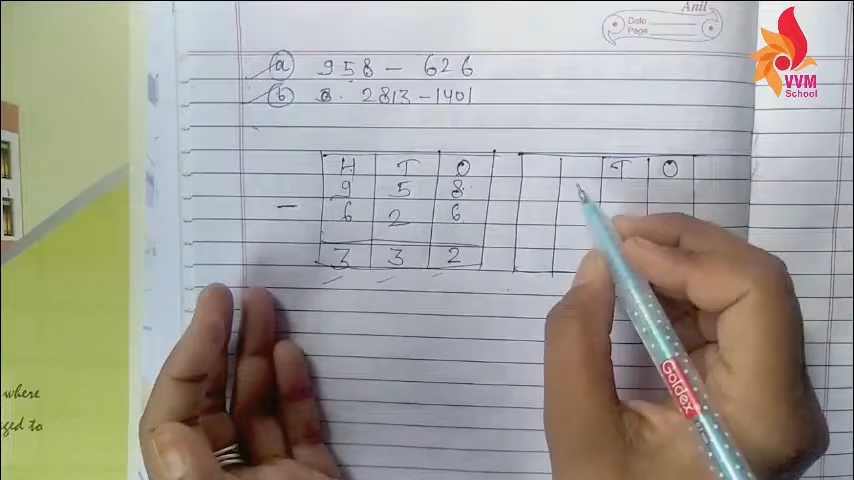 Anil
Date
Page
VVM
School
a 958 - 626
b 2813 - 1401
H T O T O
9 5 8
- 6 2 6
3 3 2
where
ged to
Goldex